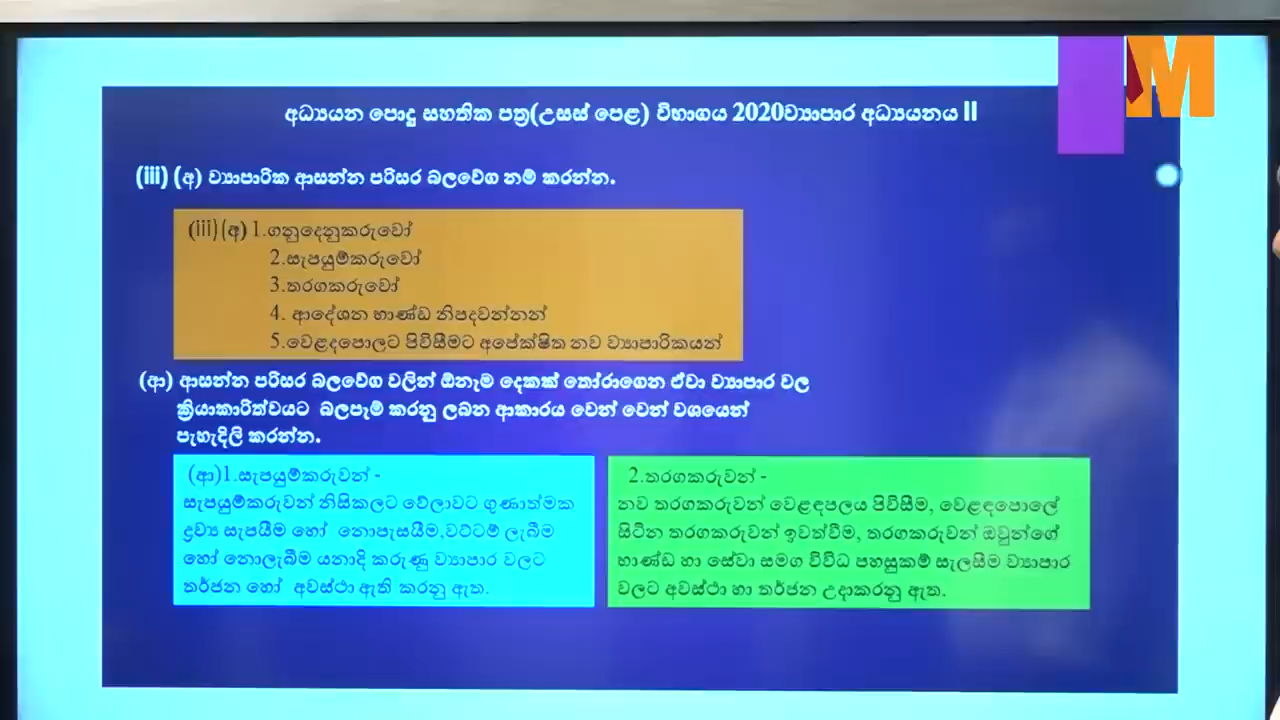 M
අධ්‍යයන පොදු සහතික පත්‍ර(උසස් පෙළ) විභාගය 2020ව්‍යාපාර අධ්‍යයනය II
(iii) (අ) ව්‍යාපාරික ආසන්න පරිසර බලවේග නම් කරන්න.
(iii) (අ) 1.ගනුදෙනුකරුවෝ
2.සැපයුම්කරුවෝ
3.තරගකරුවෝ
4. ආදේශන භාණ්ඩ නිපදවන්නන්
5.වෙළදපොලට පිවිසීමට අපේක්ෂිත නව ව්‍යාපාරිකයන්
(ආ) ආසන්න පරිසර බලවේග වලින් ඕනෑම දෙකක් තෝරාගෙන ඒවා ව්‍යාපාර වල
ක්‍රියාකාරිත්වයට බලපෑම් කරනු ලබන ආකාරය වෙන් වෙන් වශයෙන්
පැහැදිලි කරන්න.
(ආ)1.සැපයුම්කරුවන් -
සැපයුම්කරුවන් නිසිකලට වේලාවට ගුණාත්මක
ද්‍රව්‍ය සැපයීම හෝ නොපැසයීම,වට්ටම් ලැබීම
හෝ නොලැබීම යනාදි කරුණු ව්‍යාපාර වලට
තර්ජන හෝ අවස්ථා ඇති කරනු ඇත.
2.තරගකරුවන් -
නව තරගකරුවන් වෙළඳපලය පිවිසීම, වෙළඳපොලේ
සිටින තරගකරුවන් ඉවත්වීම, තරගකරුවන් ඔවුන්ගේ
භාණ්ඩ හා සේවා සමග විවිධ පහසුකම් සැලසීම ව්‍යාපාර
වලට අවස්ථා හා තර්ජන උදාකරනු ඇත.